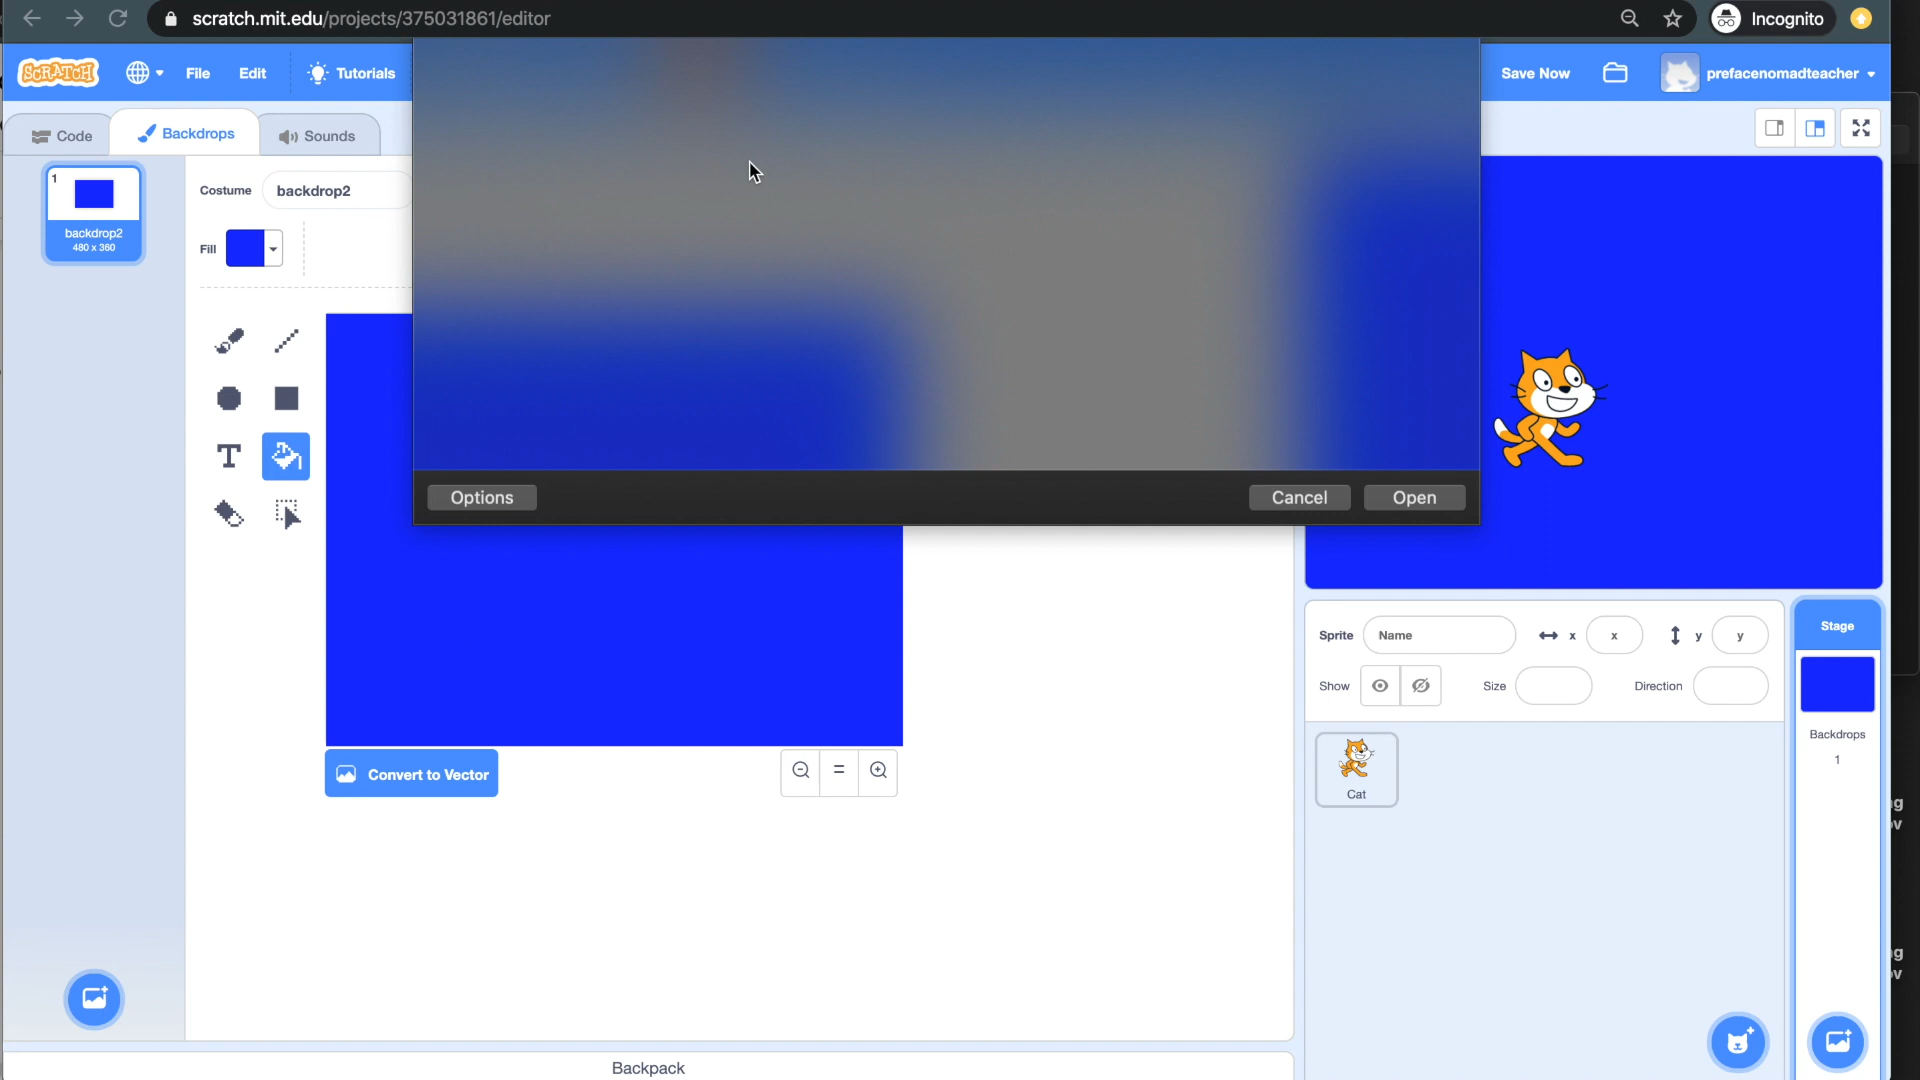 scratch.mit.edu/projects/375031861/editor
Incognito
SCRATCH
File
Edit
Tutorials
Save Now
prefacenomadteacher
Code
Backdrops
Sounds
1
backdrop2
480 x 360
Costume
backdrop2
Fill
T
Options
Cancel
Open
Convert to Vector
Sprite
Name
x
x
y
y
Show
Size
Direction
Cat
Stage
Backdrops
1
Backpack